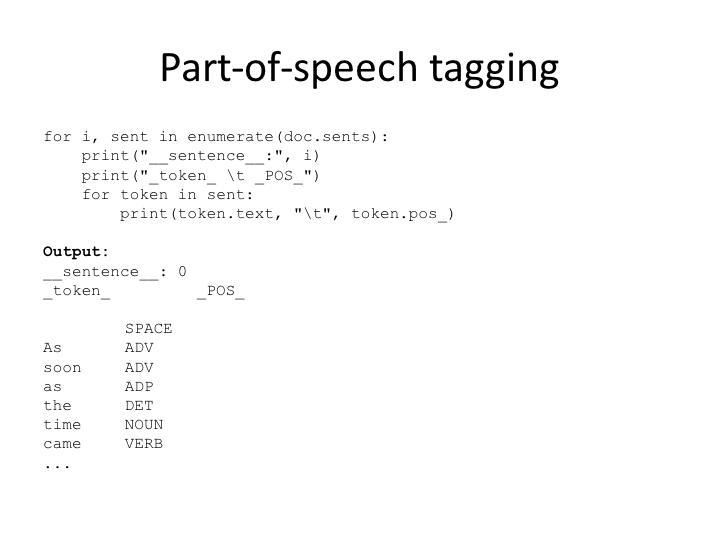 Part-of-speech tagging
for i, sent in enumerate(doc.sents):
    print("__sentence__:", i)
    print("_token_ \t _POS_")
    for token in sent:
        print(token.text, "\t", token.pos_)
Output:
__sentence__: 0
_token_         _POS_
        SPACE
As      ADV
soon    ADV
as      ADP
the     DET
time    NOUN
came    VERB
...